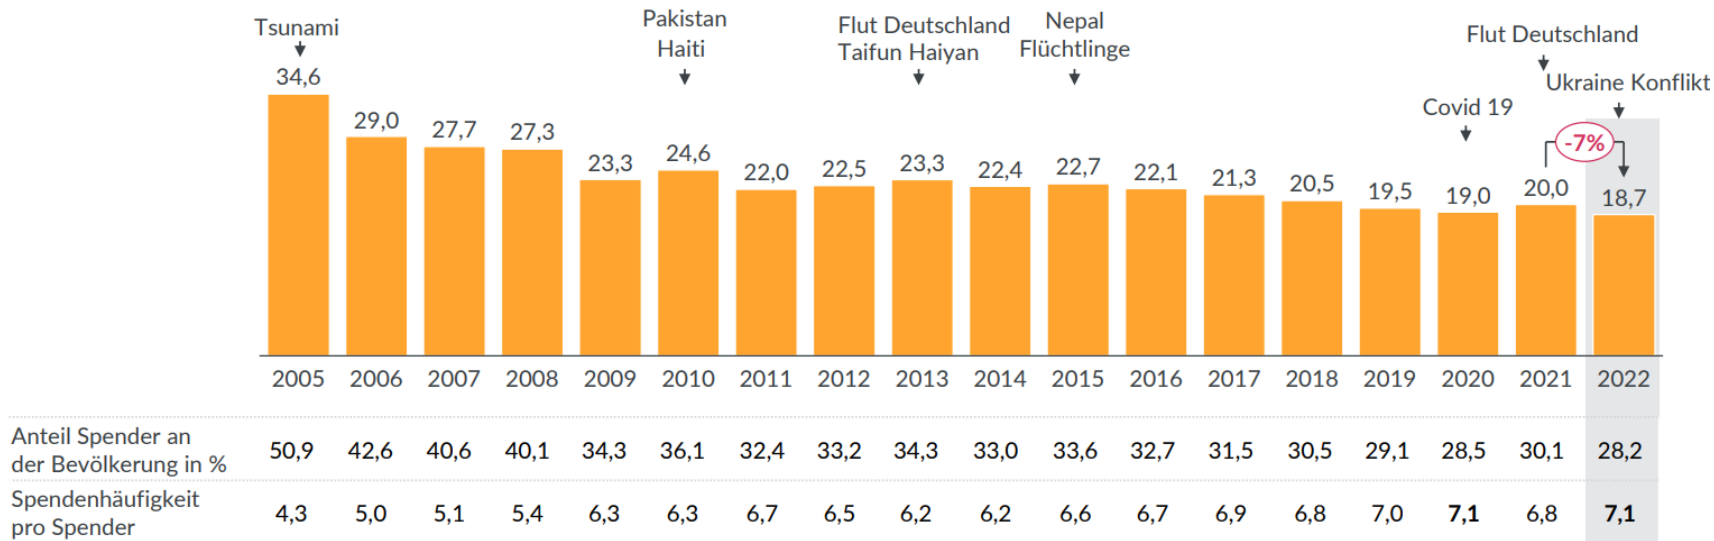 Tsunami
Pakistan
Haiti
Flut Deutschland
Taifun Haiyan
Nepal
Flüchtlinge
Flut Deutschland
Ukraine Konflikt
Covid 19
-7%
34,6 29,0 27,7 27,3 23,3 24,6 22,0 22,5 23,3 22,4 22,7 22,1 21,3 20,5 19,5 19,0 20,0 18,7
2005 2006 2007 2008 2009 2010 2011 2012 2013 2014 2015 2016 2017 2018 2019 2020 2021 2022
Anteil Spender an
der Bevölkerung in % 50,9 42,6 40,6 40,1 34,3 36,1 32,4 33,2 34,3 33,0 33,6 32,7 31,5 30,5 29,1 28,5 30,1 28,2
Spendenhäufigkeit
pro Spender 4,3 5,0 5,1 5,4 6,3 6,3 6,7 6,5 6,2 6,2 6,6 6,7 6,9 6,8 7,0 7,1 6,8 7,1